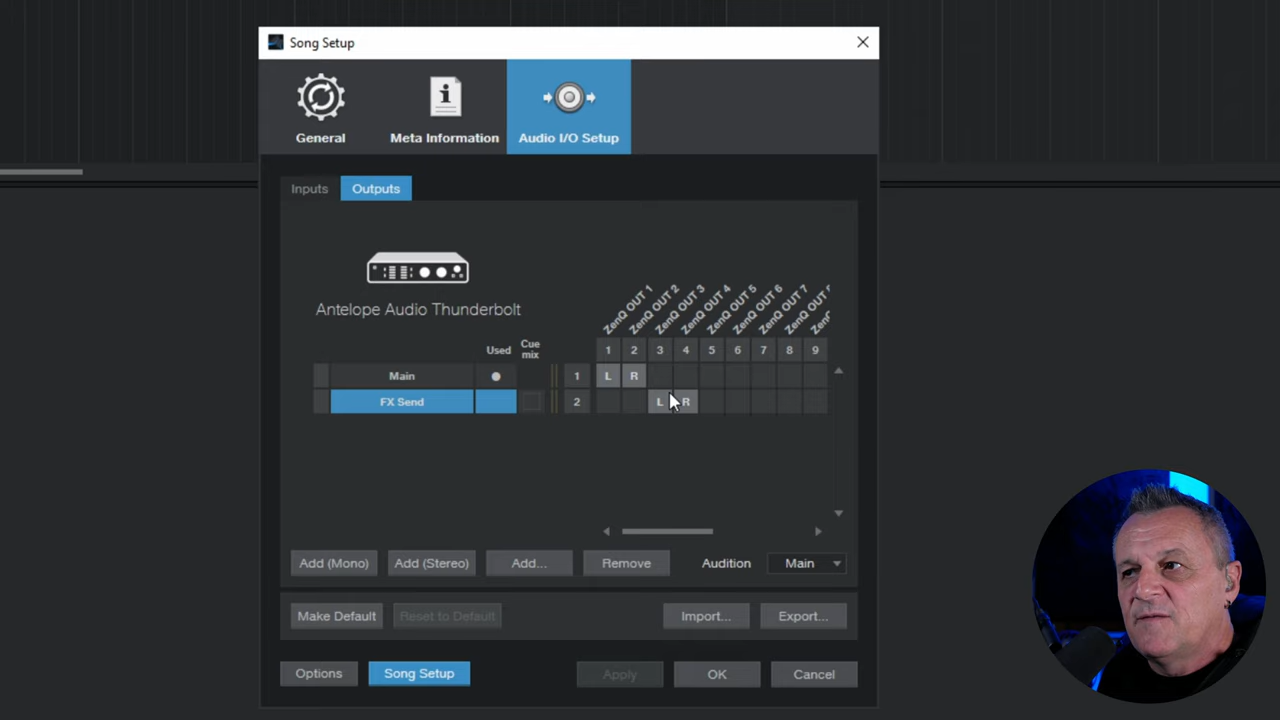 Song Setup
General
Meta Information
Audio I/O Setup
Inputs
Outputs
Antelope Audio Thunderbolt
Used
Cue
mix
ZenQ OUT 1
ZenQ OUT 2
ZenQ OUT 3
ZenQ OUT 4
ZenQ OUT 5
ZenQ OUT 6
ZenQ OUT 7
ZenQ OUT
ZenQ
1 2 3 4 5 6 7 8 9
Main 1 L R
FX Send 2 L R
Add (Mono)
Add (Stereo)
Add...
Remove
Audition
Main
Make Default
Reset to Default
Import...
Export...
Options
Song Setup
Apply
OK
Cancel